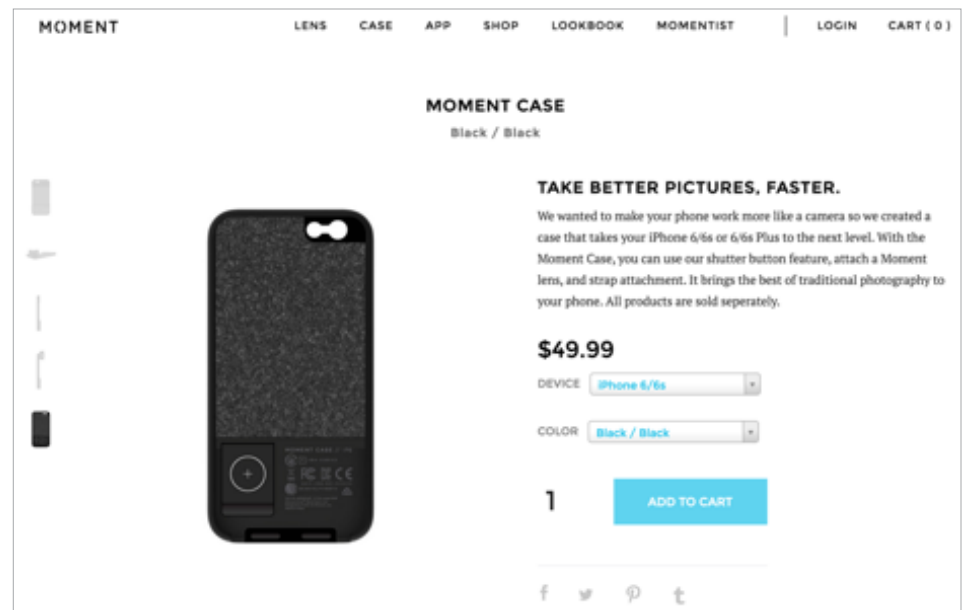 MOMENT
LENS CASE APP SHOP LOOKBOOK MOMENTIST LOGIN CART ( 0 )
MOMENT CASE
Black / Black
TAKE BETTER PICTURES, FASTER.
We wanted to make your phone work more like a camera so we created a
case that takes your iPhone 6/6s or 6/6s Plus to the next level. With the
Moment Case, you can use our shutter button feature, attach a Moment
lens, and strap attachment. It brings the best of traditional photography to
your phone. All products are sold seperately.
$49.99
DEVICE iPhone 6/6s
COLOR Black / Black
1 ADD TO CART